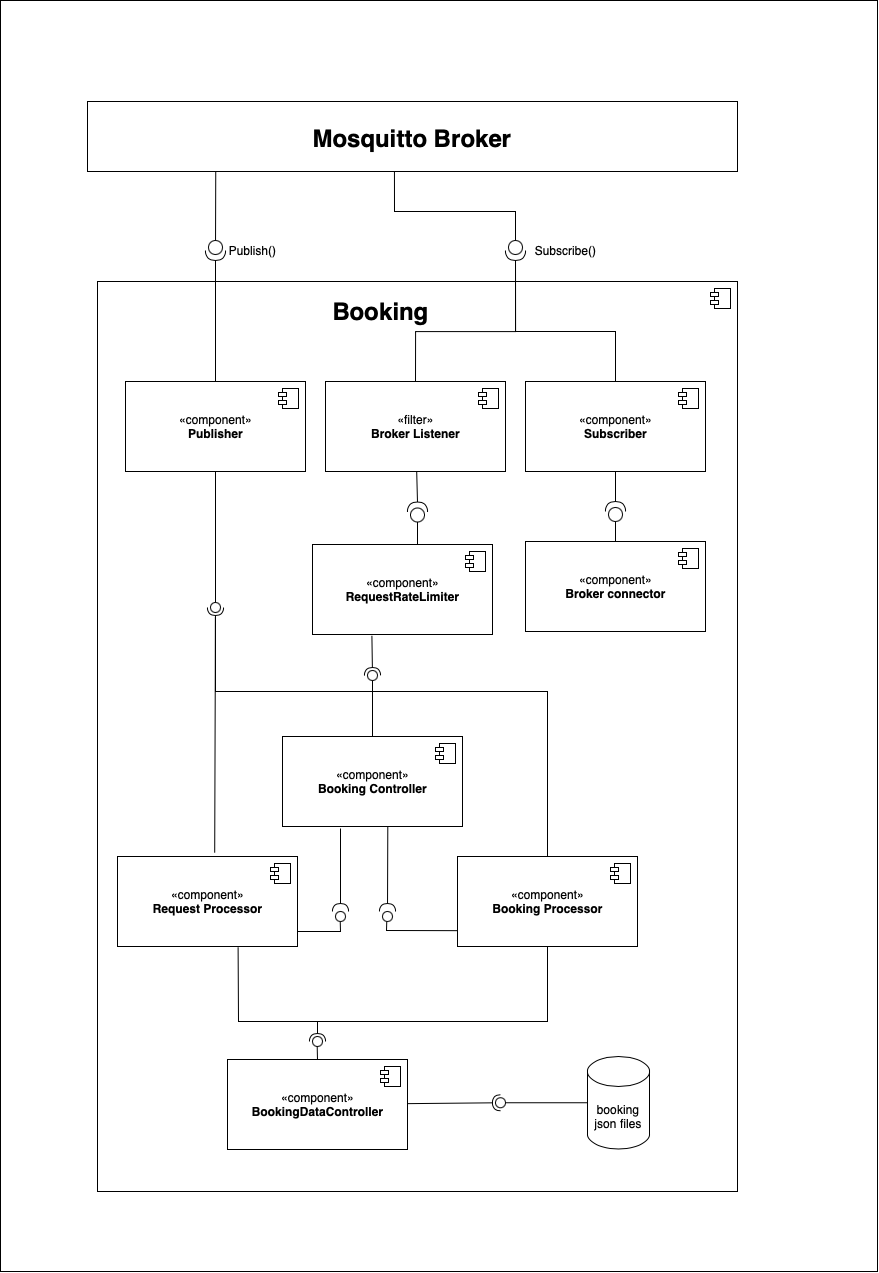 Mosquitto Broker
Publish()
Subscribe()
Booking
«component»
Publisher
«filter»
Broker Listener
«component»
Subscriber
«component»
RequestRateLimiter
«component»
Broker connector
«component»
Booking Controller
«component»
Request Processor
«component»
Booking Processor
«component»
BookingDataController
booking
json files